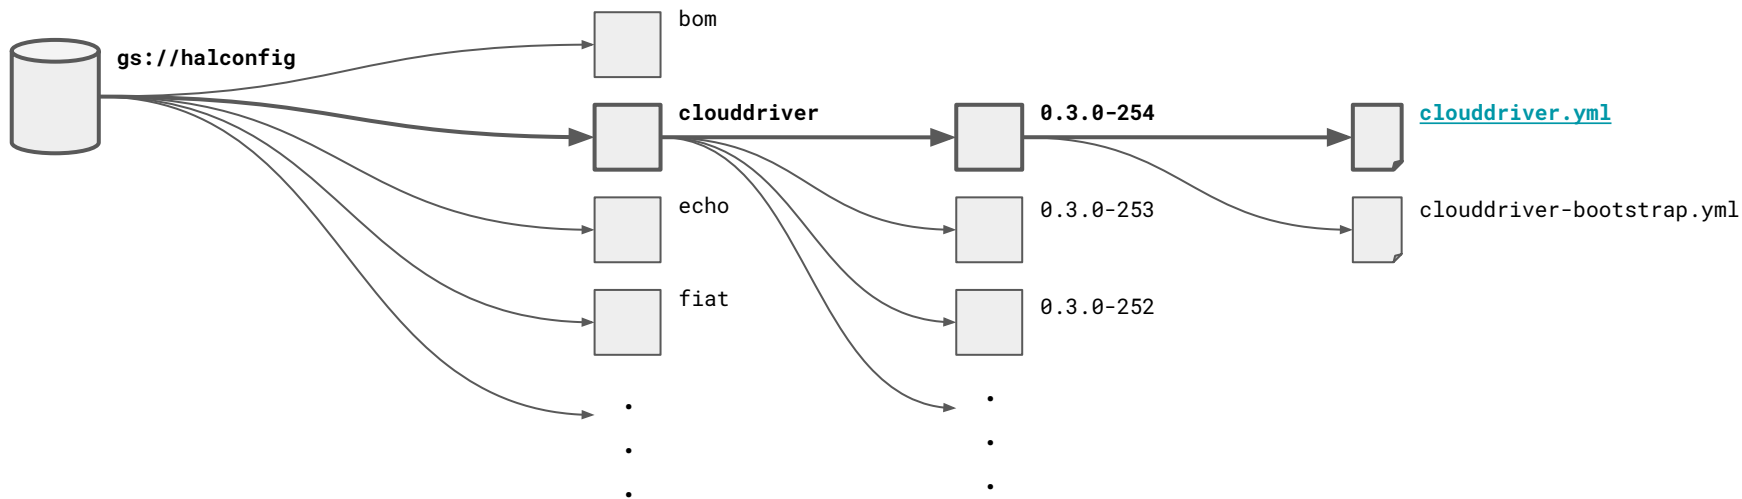 gs://halconfig
bom
clouddriver
echo
fiat
0.3.0-254
0.3.0-253
0.3.0-252
clouddriver.yml
clouddriver-bootstrap.yml